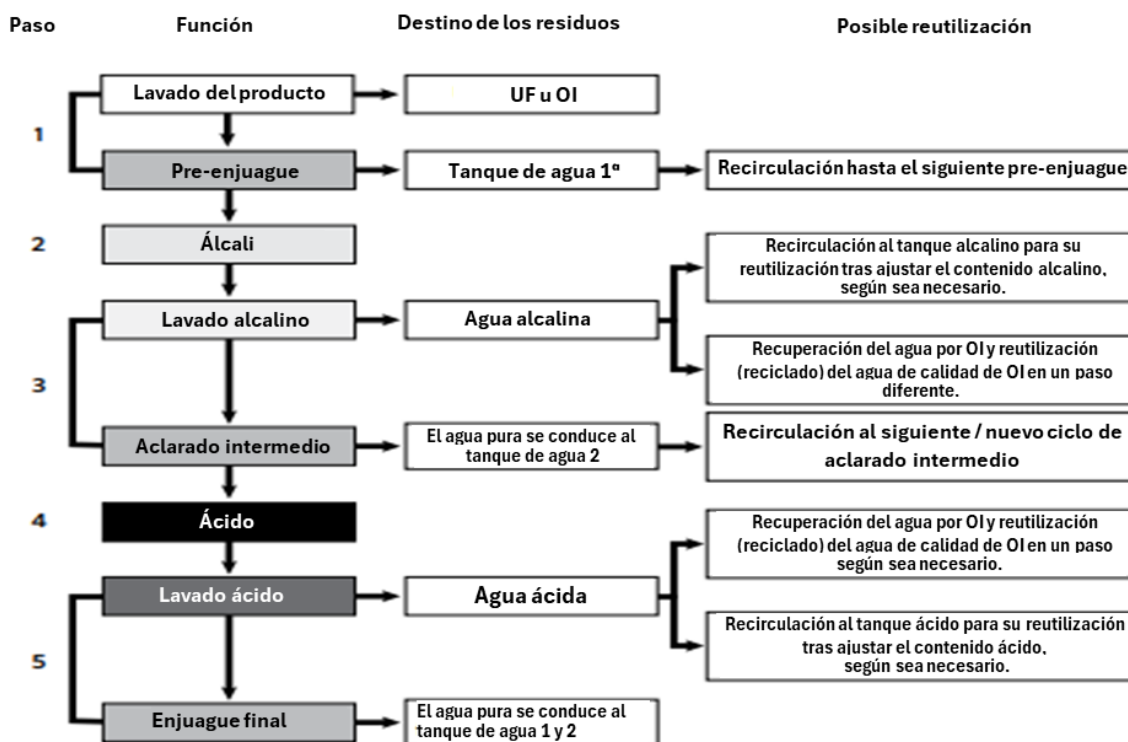 Paso
Función
Destino de los residuos
Posible reutilización
1
Lavado del producto
UF u OI
Pre-enjuague
Tanque de agua 1ª
Recirculación hasta el siguiente pre-enjuague
2
Álcali
Recirculación al tanque alcalino para su
reutilización tras ajustar el contenido alcalino,
según sea necesario.
3
Lavado alcalino
Agua alcalina
Recuperación del agua por OI y reutilización
(reciclado) del agua de calidad de OI en un paso
diferente.
Aclarado intermedio
El agua pura se conduce al
tanque de agua 2
Recirculación al siguiente / nuevo ciclo de
aclarado intermedio
4
Ácido
Recuperación del agua por OI y reutilización
(reciclado) del agua de calidad de OI en un paso
según sea necesario.
5
Lavado ácido
Agua ácida
Recirculación al tanque ácido para su reutilización
tras ajustar el contenido ácido,
según sea necesario.
Enjuague final
El agua pura se conduce al
tanque de agua 1 y 2